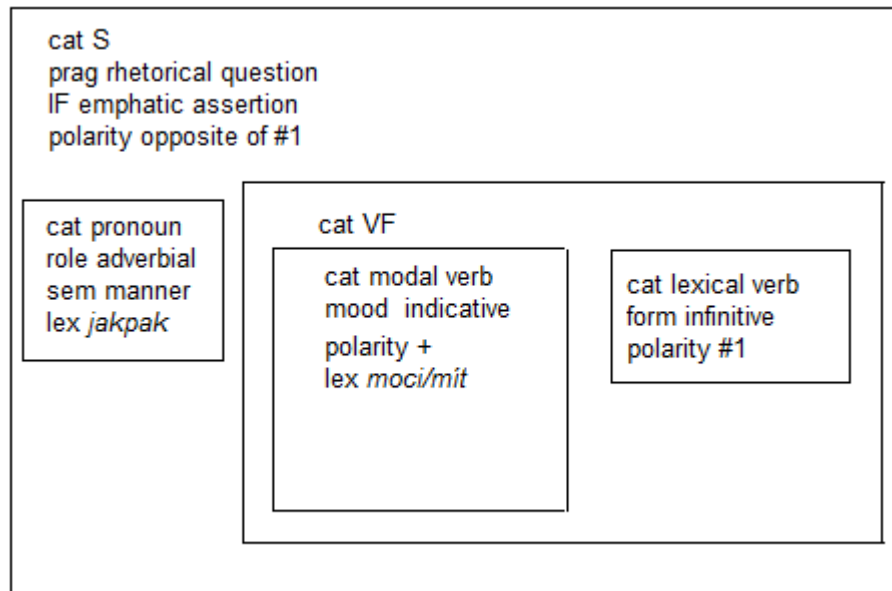 cat S
prag rhetorical question
IF emphatic assertion
polarity opposite of #1
cat pronoun
role adverbial
sem manner
lex jakpak
cat VF
cat modal verb
mood indicative
polarity +
lex moci/mít
cat lexical verb
form infinitive
polarity #1